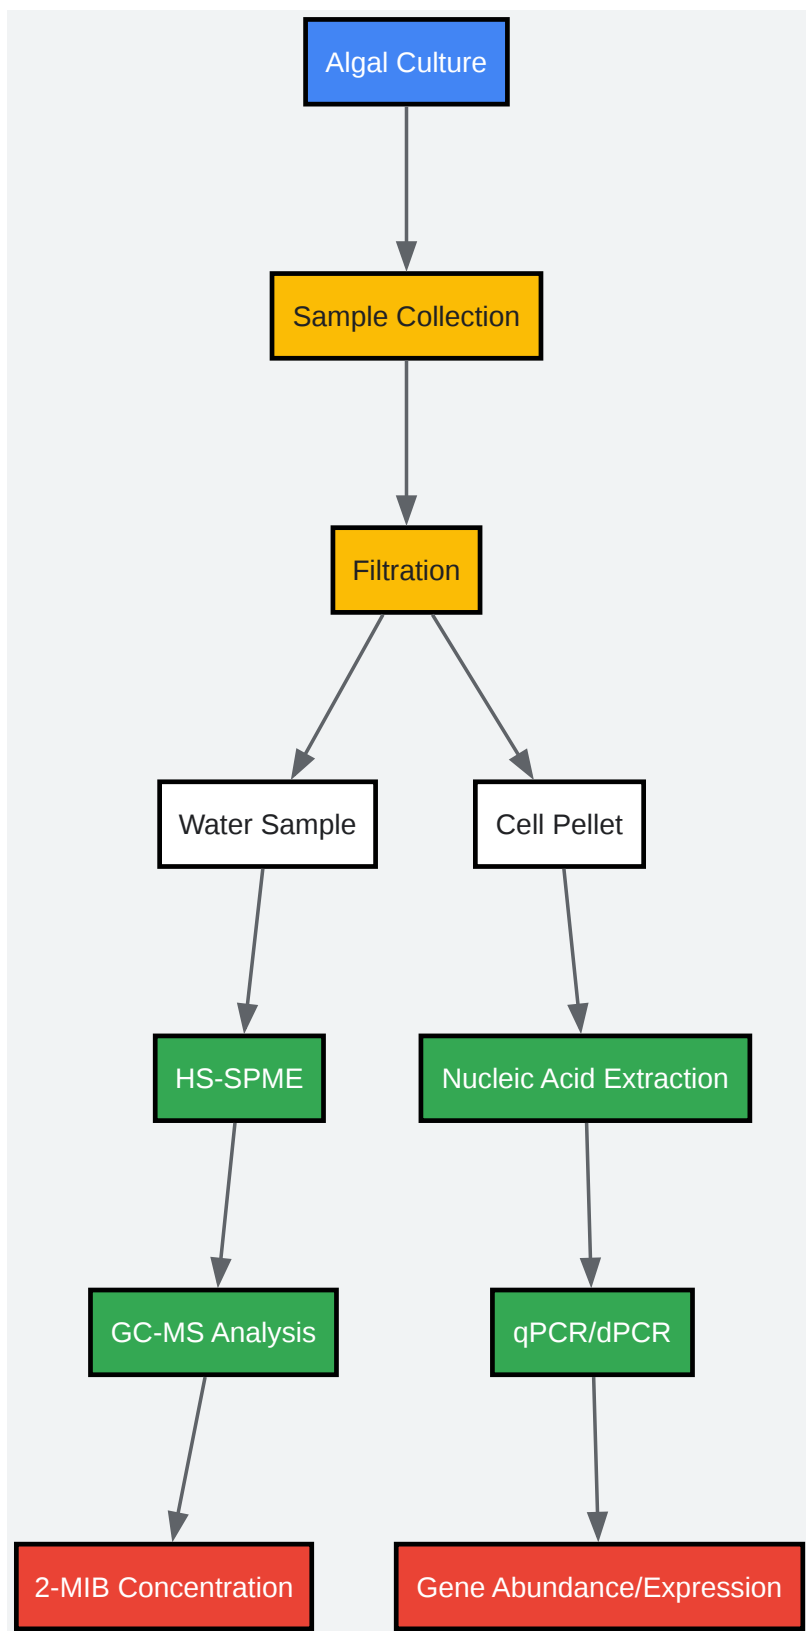 Algal Culture
Sample Collection
Filtration
Water Sample
Cell Pellet
HS-SPME
Nucleic Acid Extraction
GC-MS Analysis
qPCR/dPCR
2-MIB Concentration
Gene Abundance/Expression